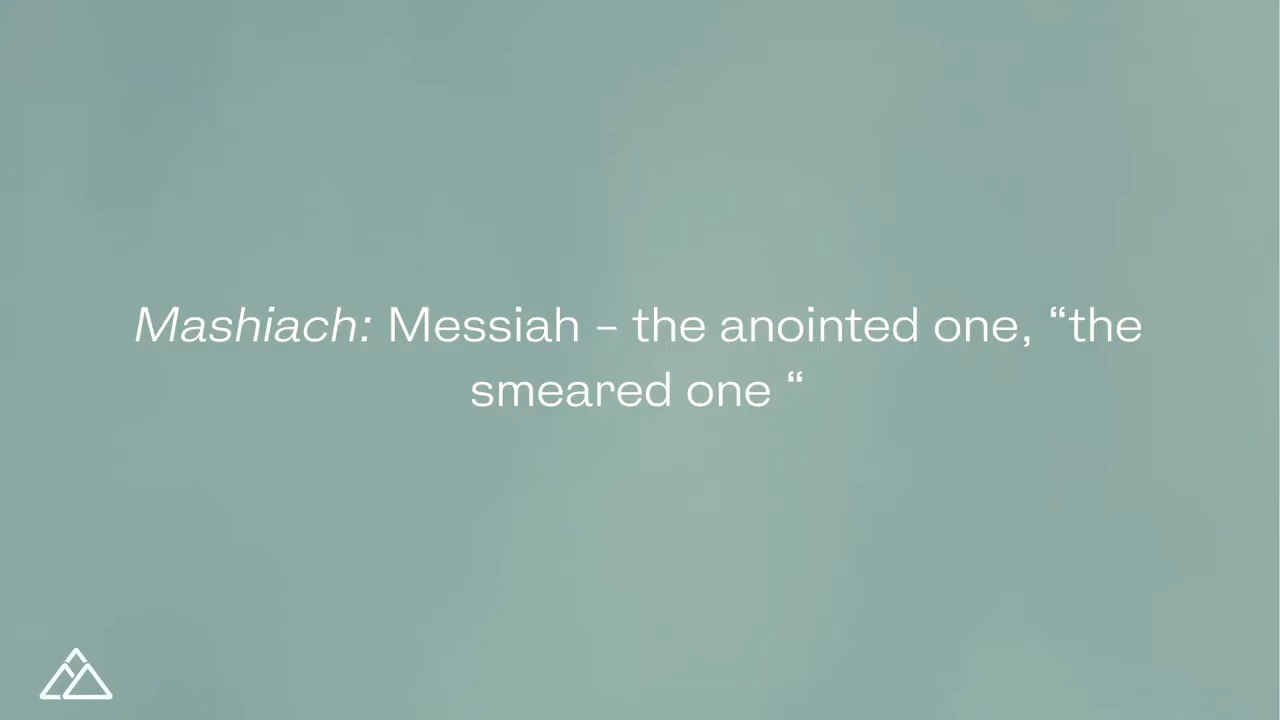 Mashiach: Messiah – the anointed one, “the
smeared one “